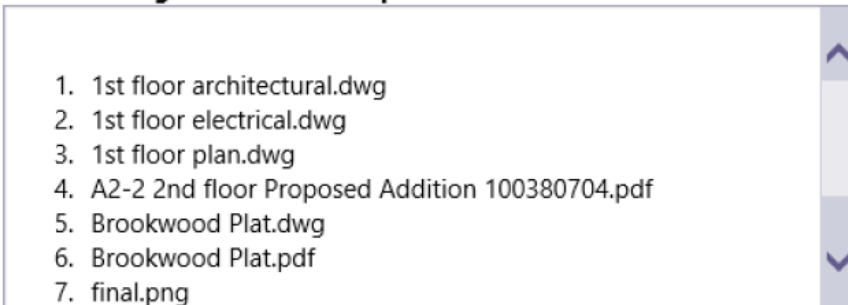 1. 1st floor architectural.dwg
2. 1st floor electrical.dwg
3. 1st floor plan.dwg
4. A2-2 2nd floor Proposed Addition 100380704.pdf
5. Brookwood Plat.dwg
6. Brookwood Plat.pdf
7. final.png